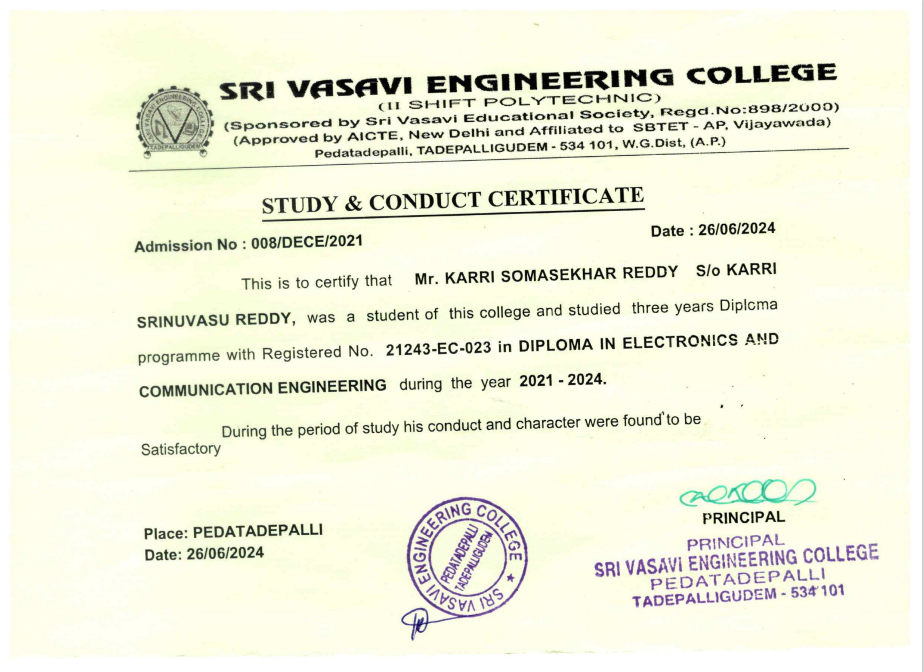 SRI VASAVI ENGINEERING COLLEGE
(II SHIFT POLYTECHNIC)
(Sponsored by Sri Vasavi Educational Society, Regd.No:898/2000)
(Approved by AICTE, New Delhi and Affiliated to SBTET - AP, Vijayawada)
Pedatadepalli, TADEPALLIGUDEM - 534 101, W.G.Dist, (A.P.)
SRI VASAVI ENGINEERING COLLEGE
TADEPALLIGUDEM
STUDY & CONDUCT CERTIFICATE
Admission No : 008/DECE/2021
Date : 26/06/2024
This is to certify that Mr. KARRI SOMASEKHAR REDDY S/o KARRI
SRINUVASU REDDY, was a student of this college and studied three years Diploma
programme with Registered No. 21243-EC-023 in DIPLOMA IN ELECTRONICS AND
COMMUNICATION ENGINEERING during the year 2021 - 2024.
During the period of study his conduct and character were found to be
Satisfactory
Place: PEDATADEPALLI
Date: 26/06/2024
SRI VASAVI ENGINEERING COLLEGE ★
PEDATADEPALLI
TADEPALLIGUDEM
PRINCIPAL
PRINCIPAL
SRI VASAVI ENGINEERING COLLEGE
PEDATADEPALLI
TADEPALLIGUDEM - 534 101